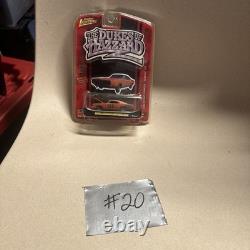 THE DUKES OF
HAZZARD
#20